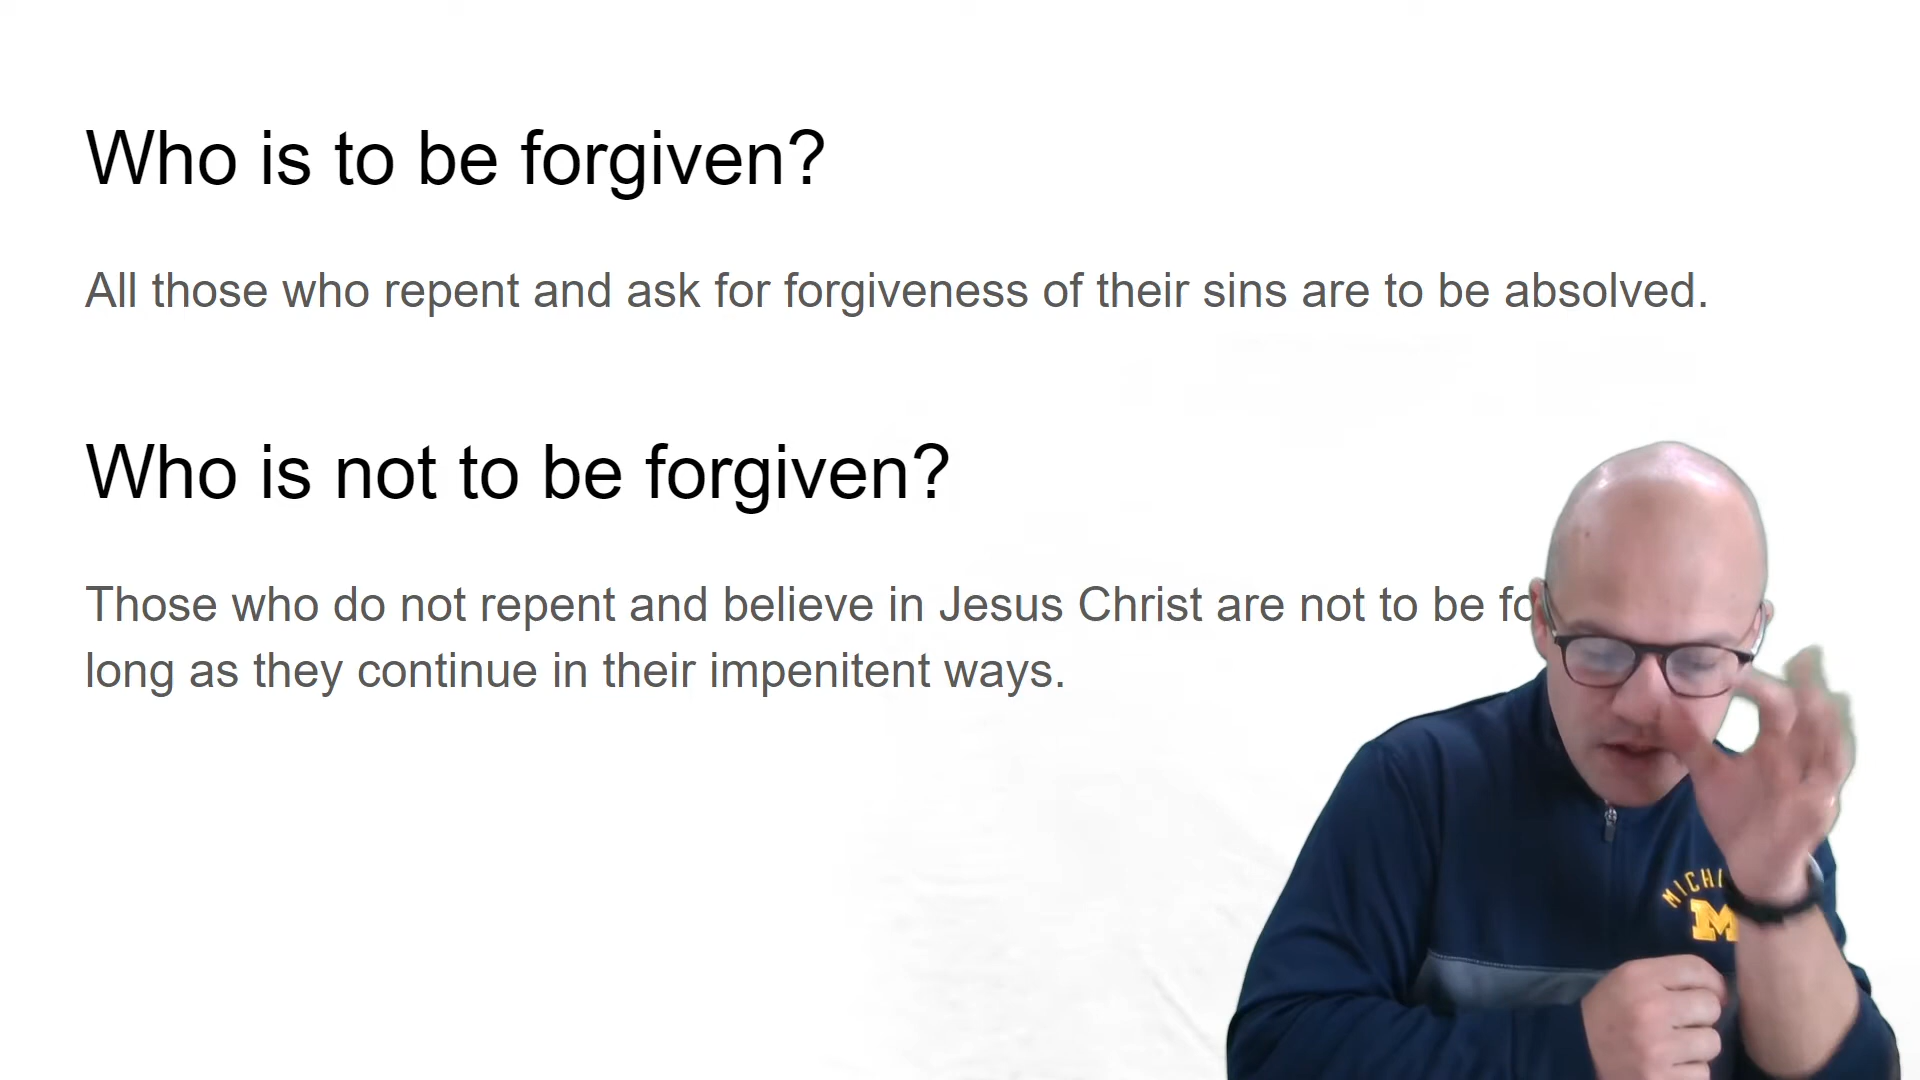 Who is to be forgiven?
All those who repent and ask for forgiveness of their sins are to be absolved.
Who is not to be forgiven?
Those who do not repent and believe in Jesus Christ are not to be
long as they continue in their impenitent ways.
M